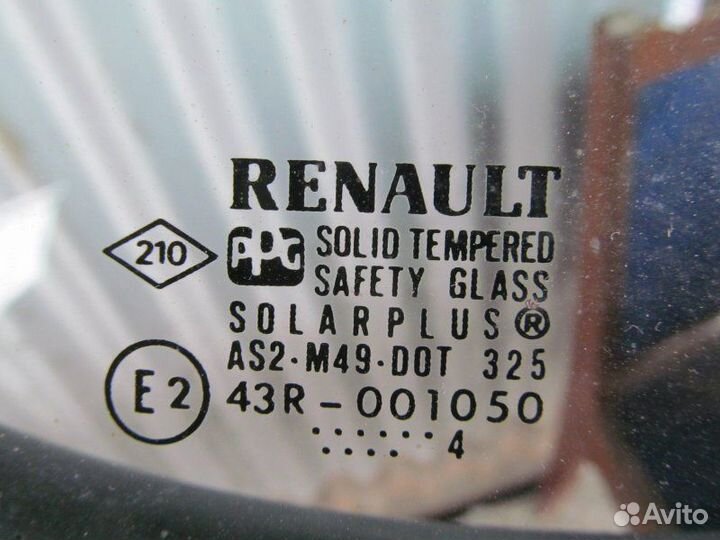 RENAULT
210
PPG SOLID TEMPERED
SAFETY GLASS
SOLARPLUS®
AS2·M49·DOT 325
E2 43R-001050
4
Avito